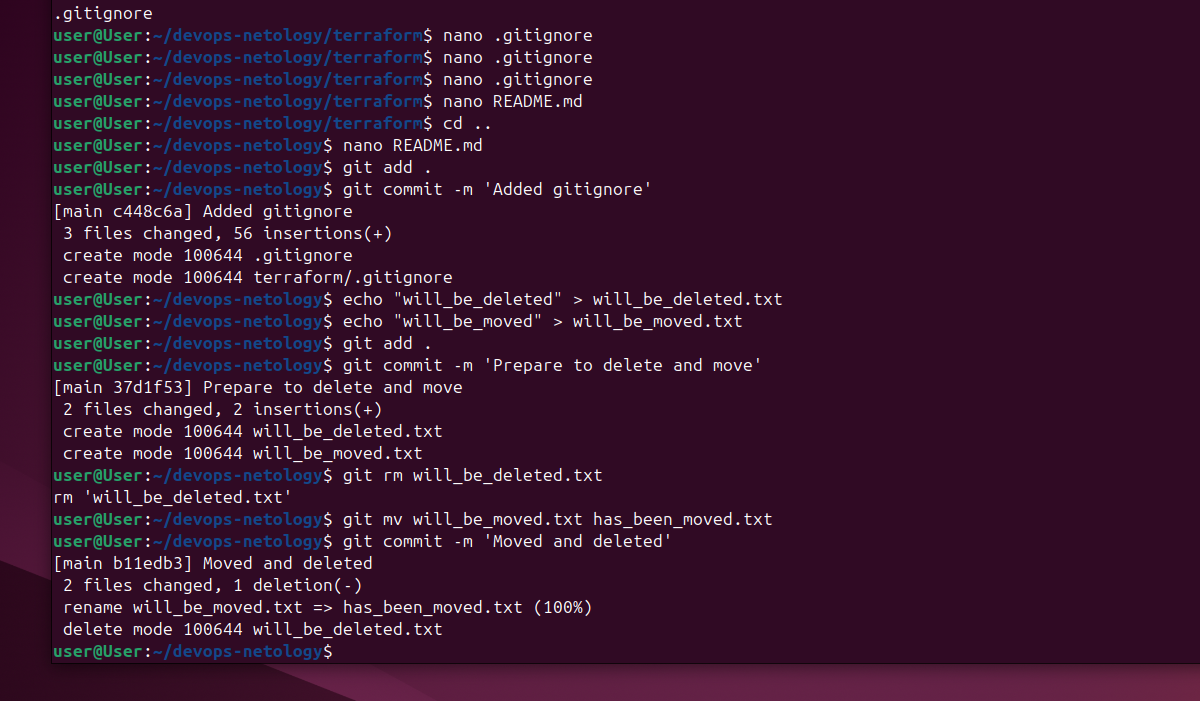 .gitignore
user@User:~/devops-netology/terraform$ nano .gitignore
user@User:~/devops-netology/terraform$ nano .gitignore
user@User:~/devops-netology/terraform$ nano .gitignore
user@User:~/devops-netology/terraform$ nano README.md
user@User:~/devops-netology/terraform$ cd ..
user@User:~/devops-netology$ nano README.md
user@User:~/devops-netology$ git add .
user@User:~/devops-netology$ git commit -m 'Added gitignore'
[main c448c6a] Added gitignore
 3 files changed, 56 insertions(+)
 create mode 100644 .gitignore
 create mode 100644 terraform/.gitignore
user@User:~/devops-netology$ echo "will_be_deleted" > will_be_deleted.txt
user@User:~/devops-netology$ echo "will_be_moved" > will_be_moved.txt
user@User:~/devops-netology$ git add .
user@User:~/devops-netology$ git commit -m 'Prepare to delete and move'
[main 37d1f53] Prepare to delete and move
 2 files changed, 2 insertions(+)
 create mode 100644 will_be_deleted.txt
 create mode 100644 will_be_moved.txt
user@User:~/devops-netology$ git rm will_be_deleted.txt
rm 'will_be_deleted.txt'
user@User:~/devops-netology$ git mv will_be_moved.txt has_been_moved.txt
user@User:~/devops-netology$ git commit -m 'Moved and deleted'
[main b11edb3] Moved and deleted
 2 files changed, 1 deletion(-)
 rename will_be_moved.txt => has_been_moved.txt (100%)
 delete mode 100644 will_be_deleted.txt
user@User:~/devops-netology$